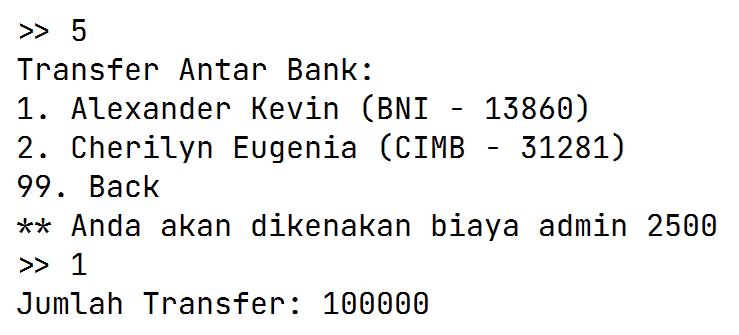 >> 5
Transfer Antar Bank:
1. Alexander Kevin (BNI - 13860)
2. Cherilyn Eugenia (CIMB - 31281)
99. Back
** Anda akan dikenakan biaya admin 2500
>> 1
Jumlah Transfer: 100000